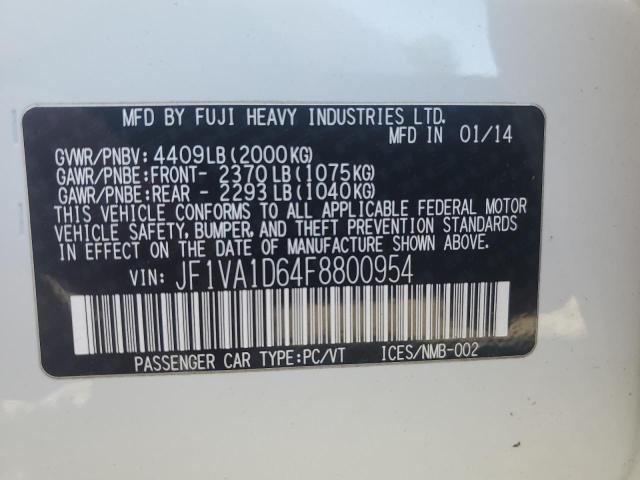 MFD BY FUJI HEAVY INDUSTRIES LTD.
MFD IN 01/14
GVWR/PNBV: 4409LB(2000KG)
GAWR/PNBE:FRONT- 2370LB(1075KG)
GAWR/PNBE:REAR - 2293LB(1040KG)
THIS VEHICLE CONFORMS TO ALL APPLICABLE FEDERAL MOTOR
VEHICLE SAFETY, BUMPER, AND THEFT PREVENTION STANDARDS
IN EFFECT ON THE DATE OF MANUFACTURE SHOWN ABOVE.
VIN: JF1VA1D64F8800954
PASSENGER CAR TYPE:PC/VT ICES/NMB-002